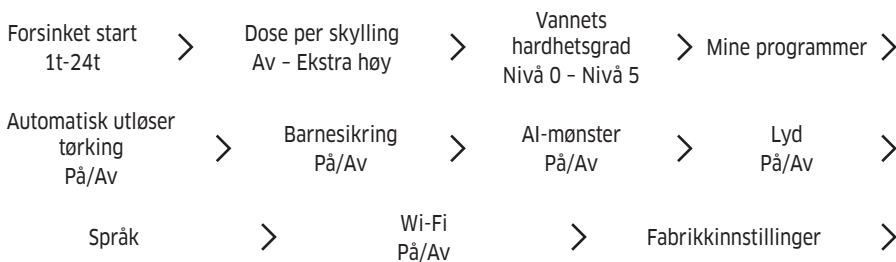 Forsinket start
1t-24t
Dose per skylling
Av – Ekstra høy
Vannets
hardhetsgrad
Nivå 0 – Nivå 5
Mine programmer
Automatisk utløser
tørking
På/Av
Barnesikring
På/Av
AI-mønster
På/Av
Lyd
På/Av
Språk
Wi-Fi
På/Av
Fabrikkinnstillinger